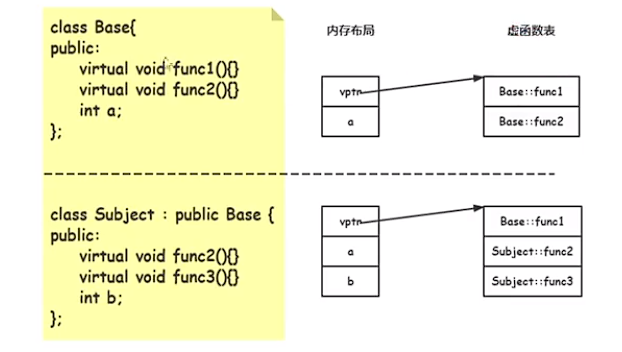 class Base{
public:
virtual void func1(){}
virtual void func2(){}
int a;
};
内存布局
虚函数表
vptr
a
Base::func1
Base::func2
class Subject : public Base {
public:
virtual void func2(){}
virtual void func3(){}
int b;
};
vptr
a
b
Base::func1
Subject::func2
Subject::func3